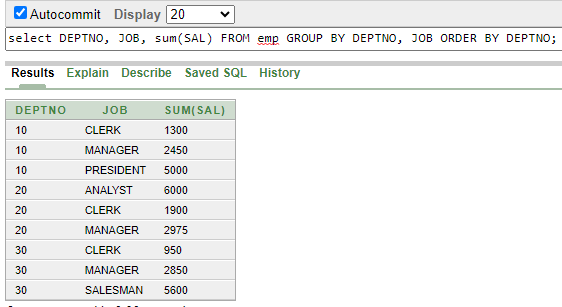 Autocommit Display 20
select DEPTNO, JOB, sum(SAL) FROM emp GROUP BY DEPTNO, JOB ORDER BY DEPTNO;
Results Explain Describe Saved SQL History
DEPTNO JOB SUM(SAL)
10 CLERK 1300
10 MANAGER 2450
10 PRESIDENT 5000
20 ANALYST 6000
20 CLERK 1900
20 MANAGER 2975
30 CLERK 950
30 MANAGER 2850
30 SALESMAN 5600